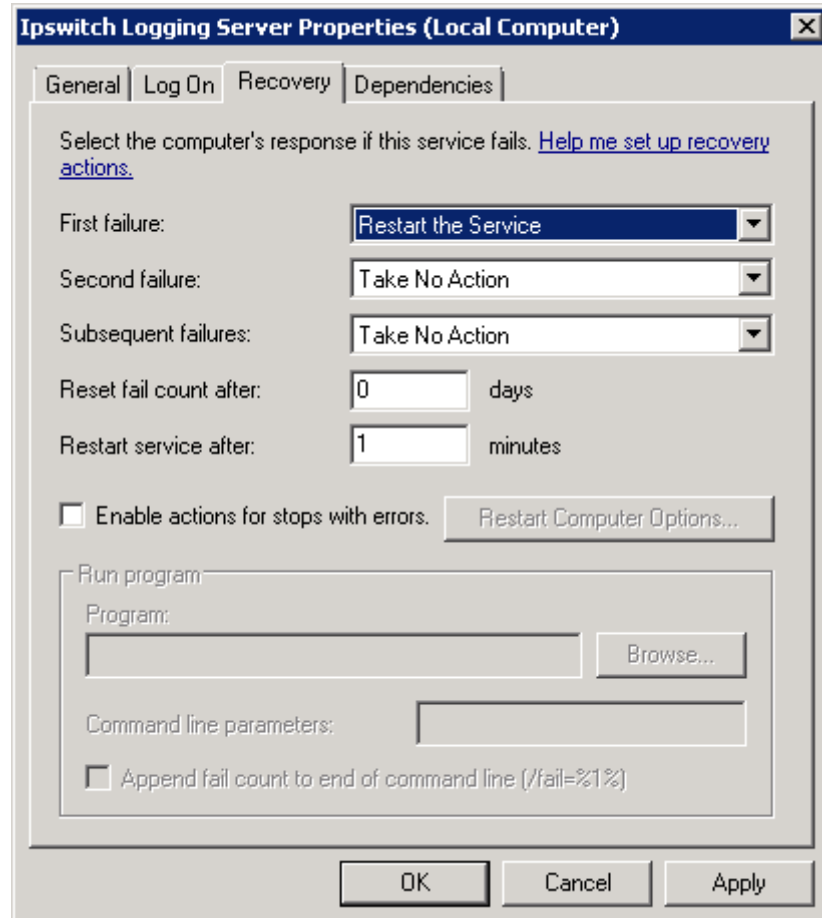 Ipswitch Logging Server Properties (Local Computer)
General Log On Recovery Dependencies
Select the computer's response if this service fails. Help me set up recovery
actions.
First failure: Restart the Service
Second failure: Take No Action
Subsequent failures: Take No Action
Reset fail count after: 0 days
Restart service after: 1 minutes
Enable actions for stops with errors. Restart Computer Options...
Run program
Program:
Browse...
Command line parameters:
Append fail count to end of command line (/fail=%1%)
OK Cancel Apply